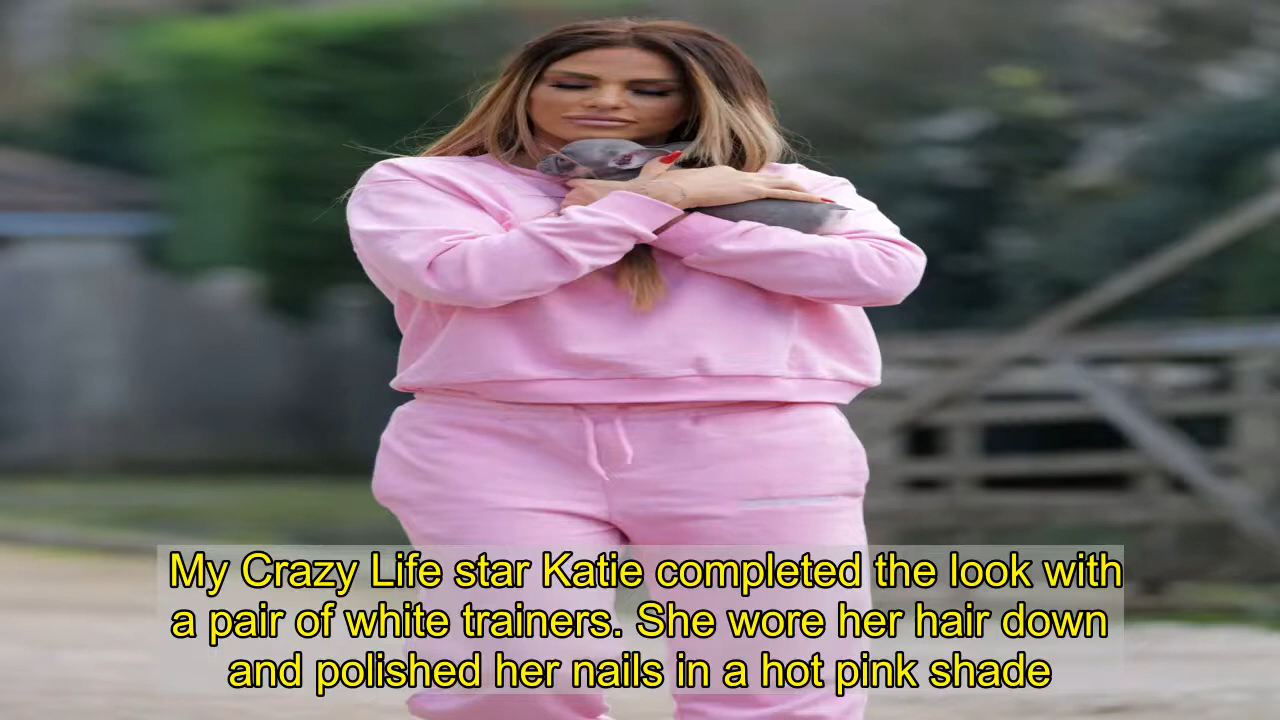 My Crazy Life star Katie completed the look with
a pair of white trainers. She wore her hair down
and polished her nails in a hot pink shade